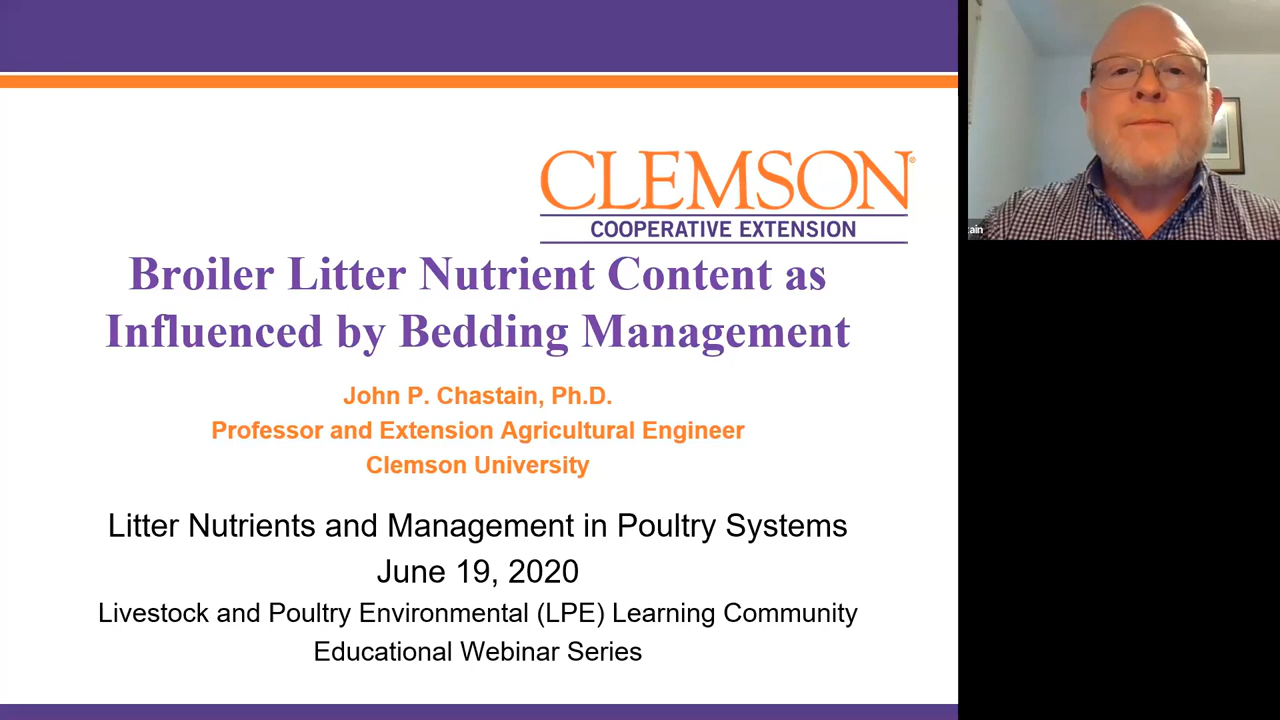 CLEMSON®
COOPERATIVE EXTENSION
Broiler Litter Nutrient Content as
Influenced by Bedding Management
John P. Chastain, Ph.D.
Professor and Extension Agricultural Engineer
Clemson University
Litter Nutrients and Management in Poultry Systems
June 19, 2020
Livestock and Poultry Environmental (LPE) Learning Community
Educational Webinar Series
tain